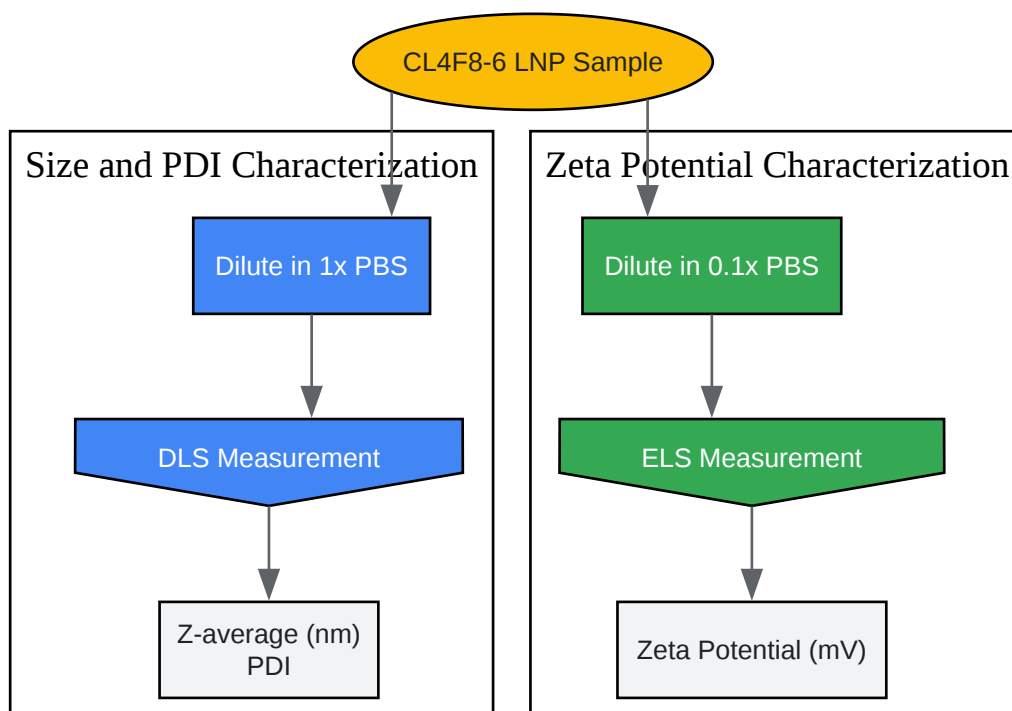 CL4F8-6 LNP Sample
Size and PDI Characterization
Dilute in 1x PBS
DLS Measurement
Z-average (nm)
PDI
Zeta Potential Characterization
Dilute in 0.1x PBS
ELS Measurement
Zeta Potential (mV)